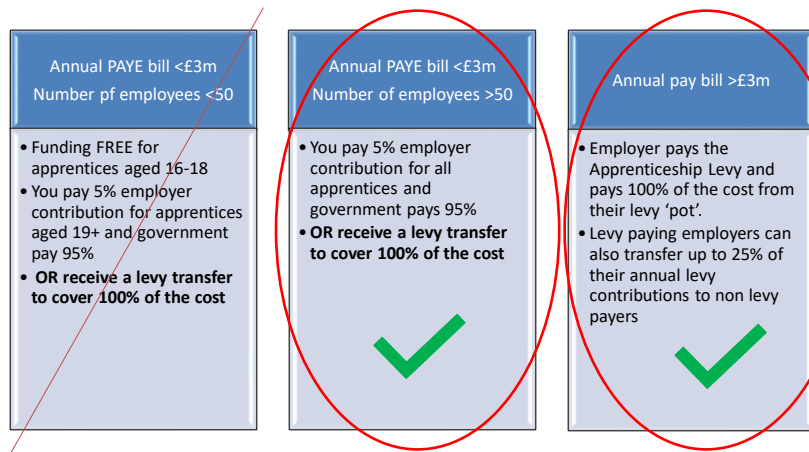 Annual PAYE bill <£3m
Number pf employees <50
• Funding FREE for
apprentices aged 16-18
• You pay 5% employer
contribution for apprentices
aged 19+ and government
pay 95%
• OR receive a levy transfer
to cover 100% of the cost
Annual PAYE bill <£3m
Number of employees >50
• You pay 5% employer
contribution for all
apprentices and
government pays 95%
• OR receive a levy transfer
to cover 100% of the cost
Annual pay bill >£3m
• Employer pays the
Apprenticeship Levy and
pays 100% of the cost from
their levy ‘pot’.
• Levy paying employers can
also transfer up to 25% of
their annual levy
contributions to non levy
payers